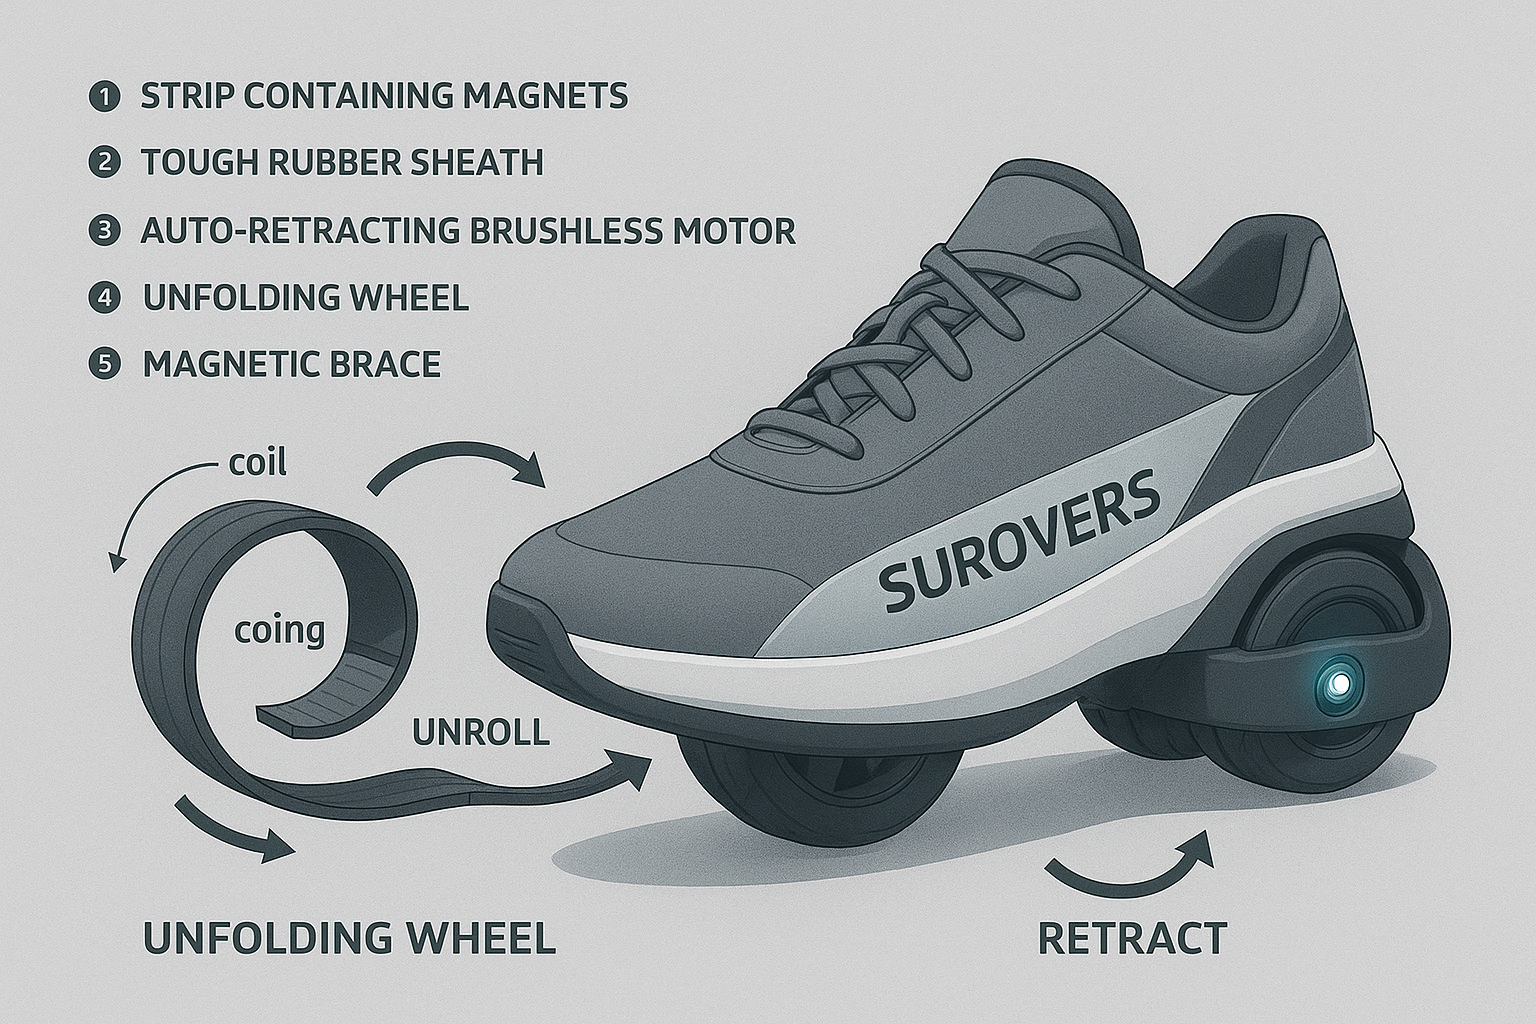 1 STRIP CONTAINING MAGNETS
2 TOUGH RUBBER SHEATH
3 AUTO-RETRACTING BRUSHLESS MOTOR
4 UNFOLDING WHEEL
5 MAGNETIC BRACE
coil
coing
UNROLL
SUROVERS
UNFOLDING WHEEL
RETRACT